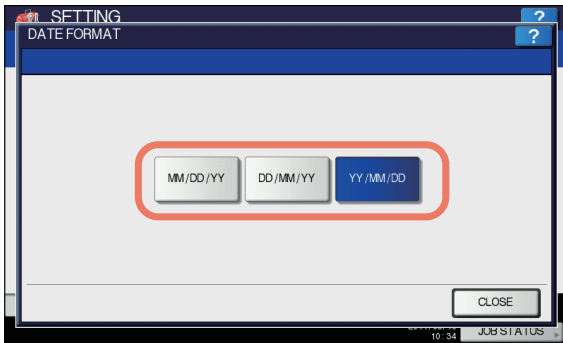 SETTING ?
DATE FORMAT ?
MM/DD/YY DD/MM/YY YY/MM/DD
CLOSE
10:34 JOB STATUS